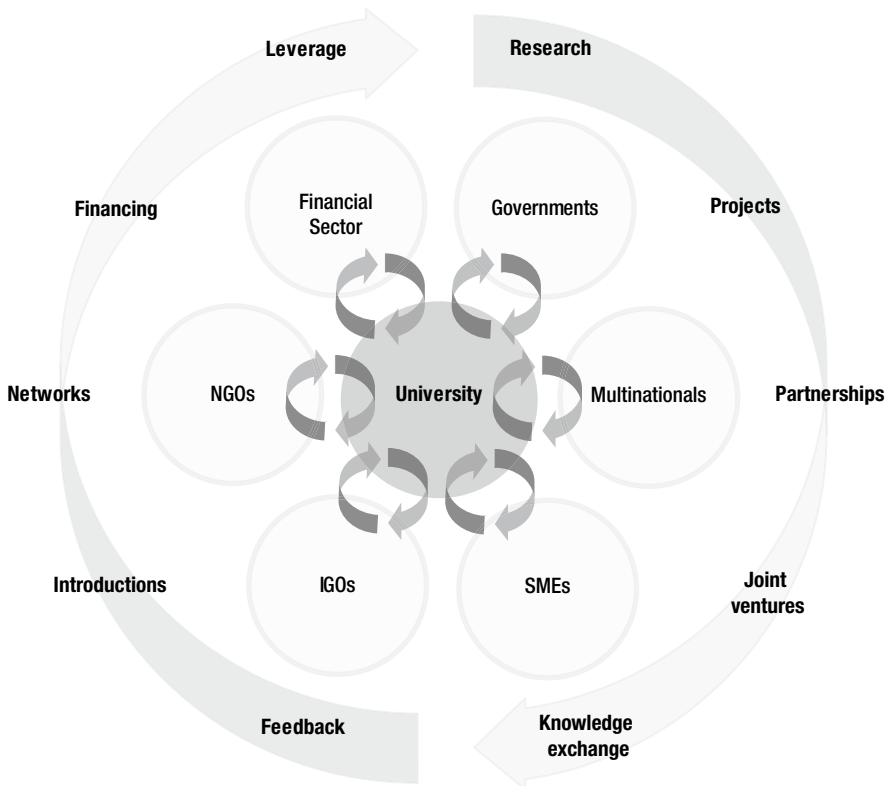 Leverage
Research
Financing
Financial
Sector
Governments
Projects
Networks
NGOs
University
Multinationals
Partnerships
Introductions
IGOs
SMEs
Joint
ventures
Feedback
Knowledge
exchange